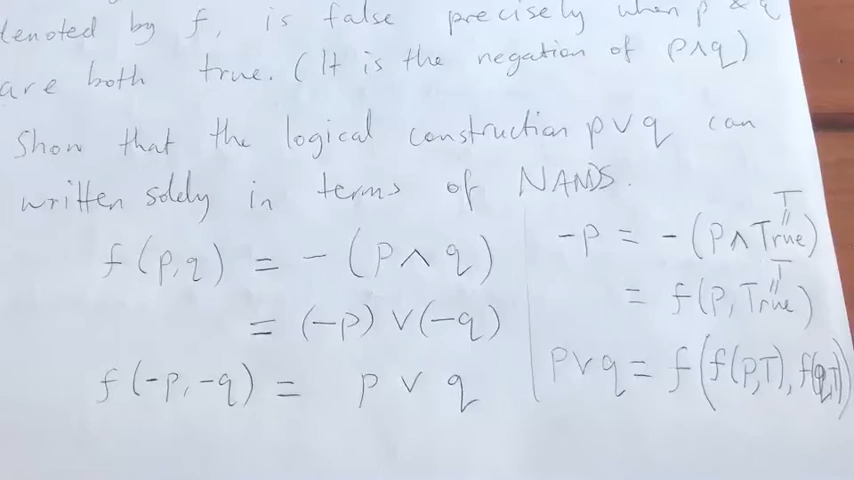 denoted by f, is false precisely when p & q
are both true. (It is the negation of p∧q)
Show that the logical construction p∨q can
written solely in terms of NANDS.
f(p,q) = -(p∧q)
= (-p)∨(-q)
f(-p,-q) = p∨q
T
=
-p = -(p∧True)
T
=
= f(p,True)
p∨q = f(f(p,T), f(q,T))